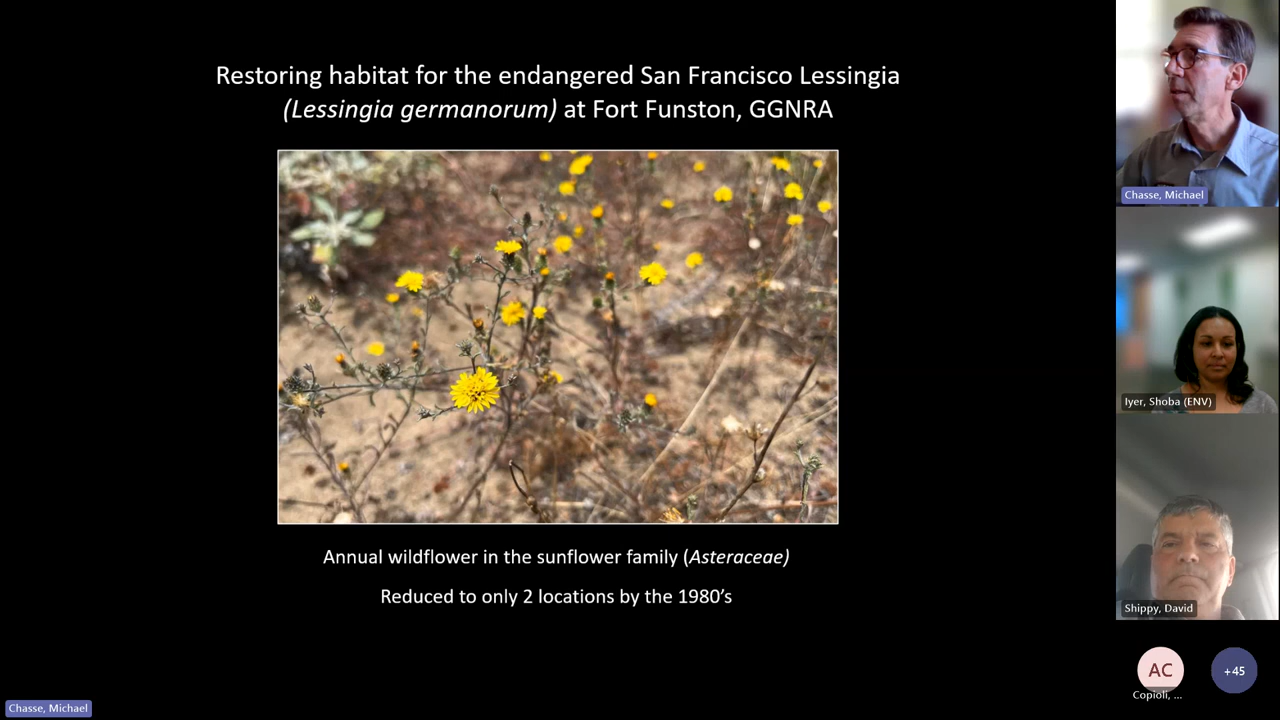 Restoring habitat for the endangered San Francisco Lessingia
(Lessingia germanorum) at Fort Funston, GGNRA
Annual wildflower in the sunflower family (Asteraceae)
Reduced to only 2 locations by the 1980’s
Chasse, Michael
Chasse, Michael
Iyer, Shoba (ENV)
Shippy, David
AC
Copioli, ...
+45